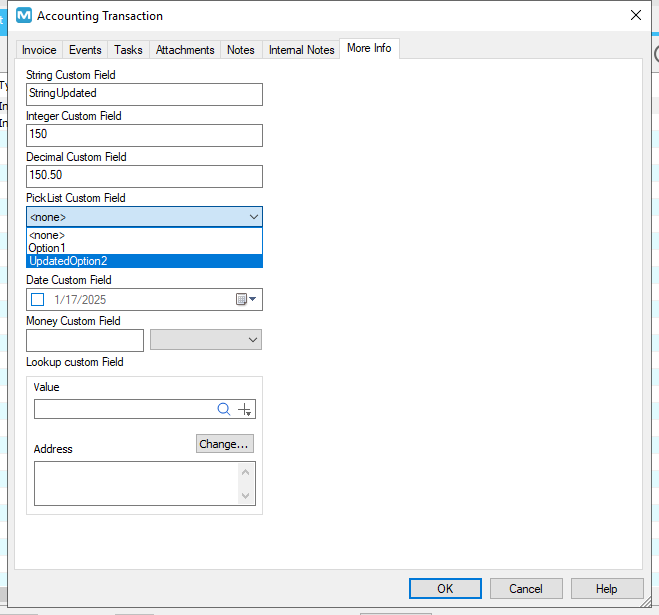 M Accounting Transaction
Invoice Events Tasks Attachments Notes Internal Notes More Info
String Custom Field
StringUpdated
Integer Custom Field
150
Decimal Custom Field
150.50
PickList Custom Field
<none>
<none>
Option1
UpdatedOption2
Date Custom Field
1/17/2025
Money Custom Field
Lookup custom Field
Value
Change...
Address
OK Cancel Help